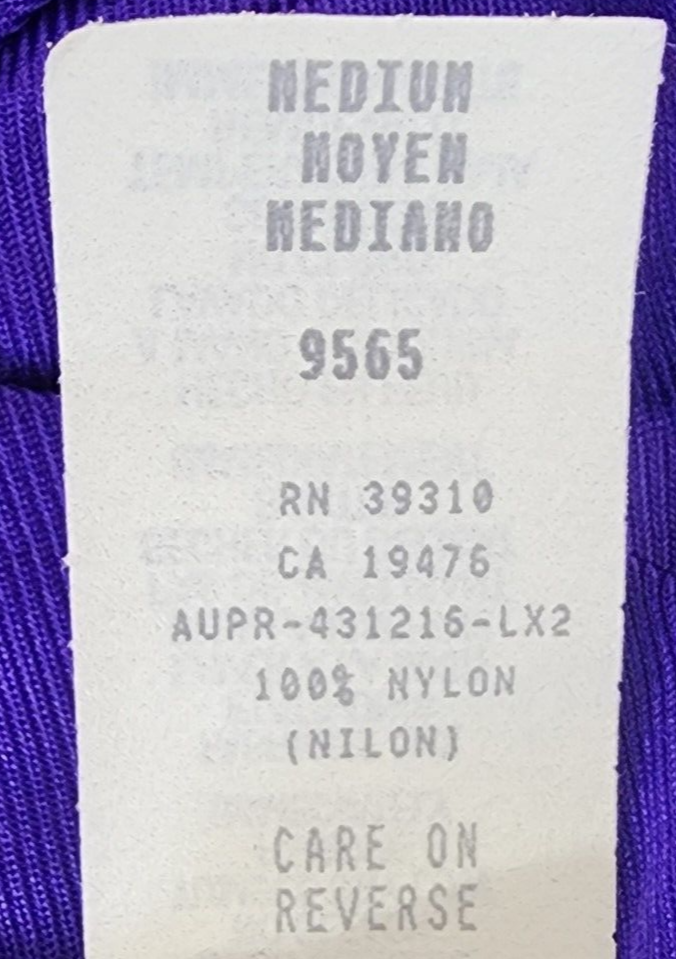 MEDIUM
MOYEN
MEDIANO
9565
RN 39310
CA 19476
AUPR-431216-LX2
100% NYLON
(NILON)
CARE ON
REVERSE